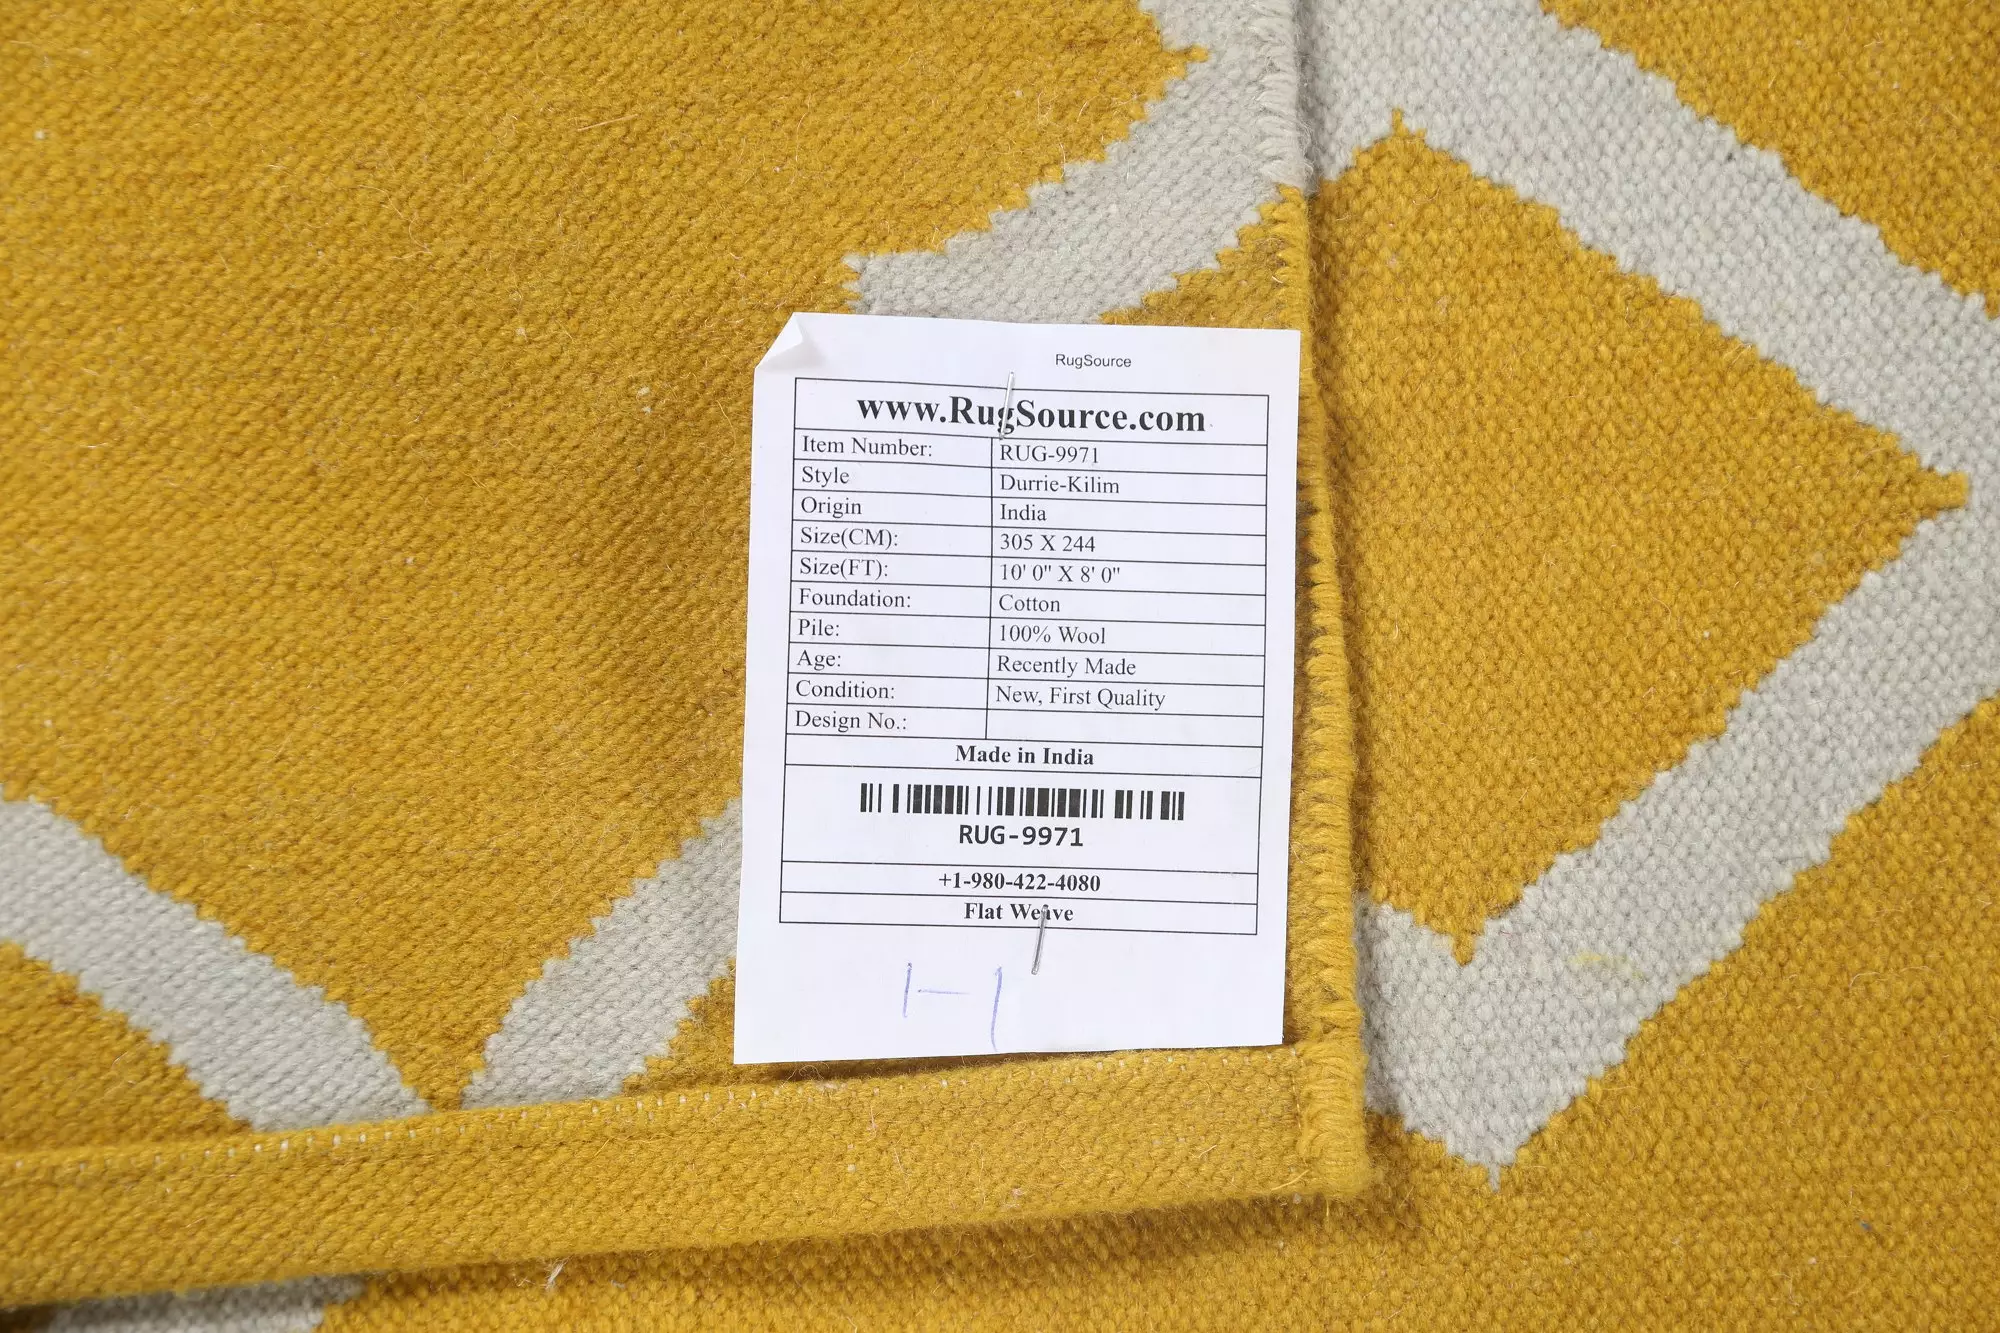 RugSource
www.RugSource.com
Item Number: RUG-9971
Style Durrie-Kilim
Origin India
Size(CM): 305 X 244
Size(FT): 10' 0" X 8' 0"
Foundation: Cotton
Pile: 100% Wool
Age: Recently Made
Condition: New, First Quality
Design No.:
Made in India
RUG-9971
+1-980-422-4080
Flat Weave
1-1